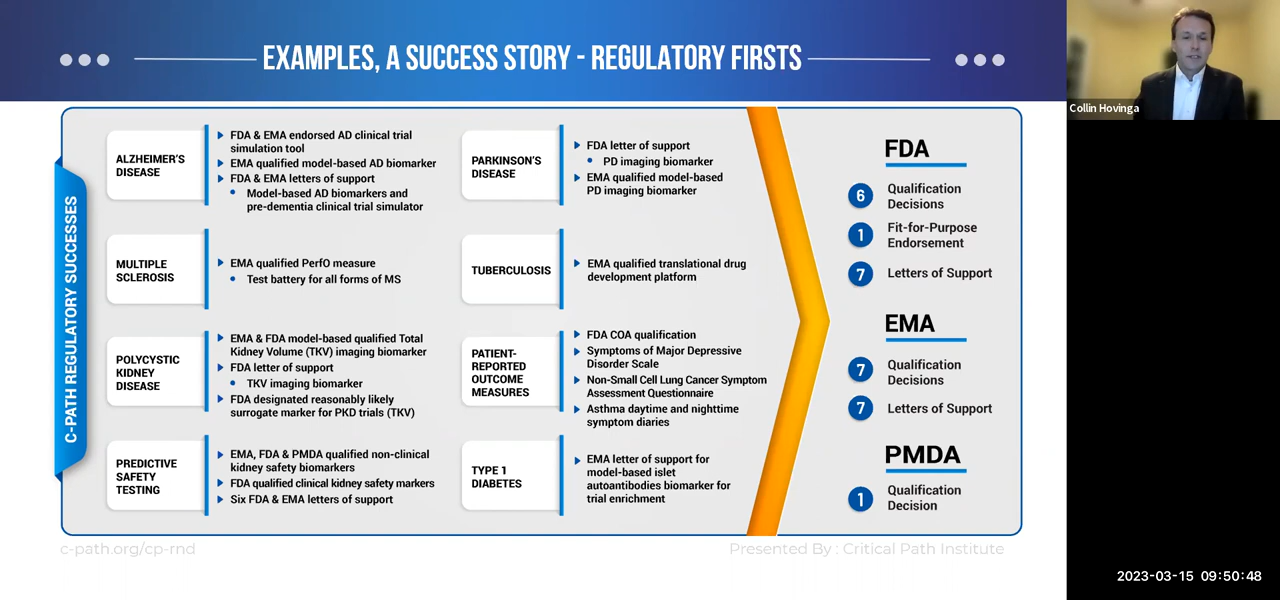 EXAMPLES, A SUCCESS STORY - REGULATORY FIRSTS
Collin Hovinga
C-PATH REGULATORY SUCCESSES
ALZHEIMER'S
DISEASE
FDA & EMA endorsed AD clinical trial
simulation tool
EMA qualified model-based AD biomarker
FDA & EMA letters of support
Model-based AD biomarkers and
pre-dementia clinical trial simulator
PARKINSON'S
DISEASE
FDA letter of support
PD imaging biomarker
EMA qualified model-based
PD imaging biomarker
MULTIPLE
SCLEROSIS
EMA qualified PerfO measure
Test battery for all forms of MS
TUBERCULOSIS
EMA qualified translational drug
development platform
POLYCYSTIC
KIDNEY
DISEASE
EMA & FDA model-based qualified Total
Kidney Volume (TKV) imaging biomarker
FDA letter of support
TKV imaging biomarker
FDA designated reasonably likely
surrogate marker for PKD trials (TKV)
PATIENT-
REPORTED
OUTCOME
MEASURES
FDA COA qualification
Symptoms of Major Depressive
Disorder Scale
Non-Small Cell Lung Cancer Symptom
Assessment Questionnaire
Asthma daytime and nighttime
symptom diaries
PREDICTIVE
SAFETY
TESTING
EMA, FDA & PMDA qualified non-clinical
kidney safety biomarkers
FDA qualified clinical kidney safety markers
Six FDA & EMA letters of support
TYPE 1
DIABETES
EMA letter of support for
model-based islet
autoantibodies biomarker for
trial enrichment
FDA
6 Qualification
Decisions
1 Fit-for-Purpose
Endorsement
7 Letters of Support
EMA
7 Qualification
Decisions
7 Letters of Support
PMDA
1 Qualification
Decision
c-path.org/cp-rnd
Presented By : Critical Path Institute
2023-03-15 09:50:48